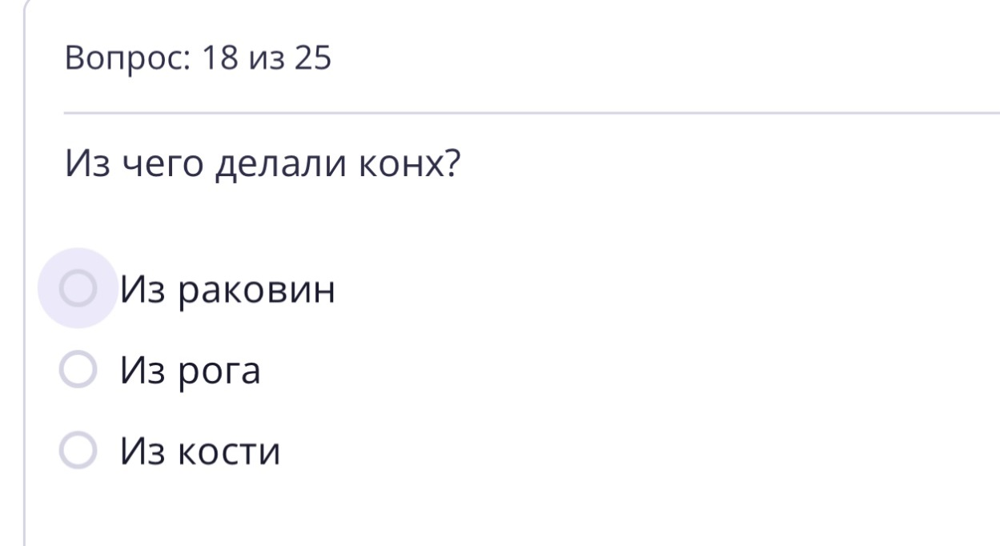 Вопрос: 18 из 25
Из чего делали конх?
Из раковин
Из рога
Из кости